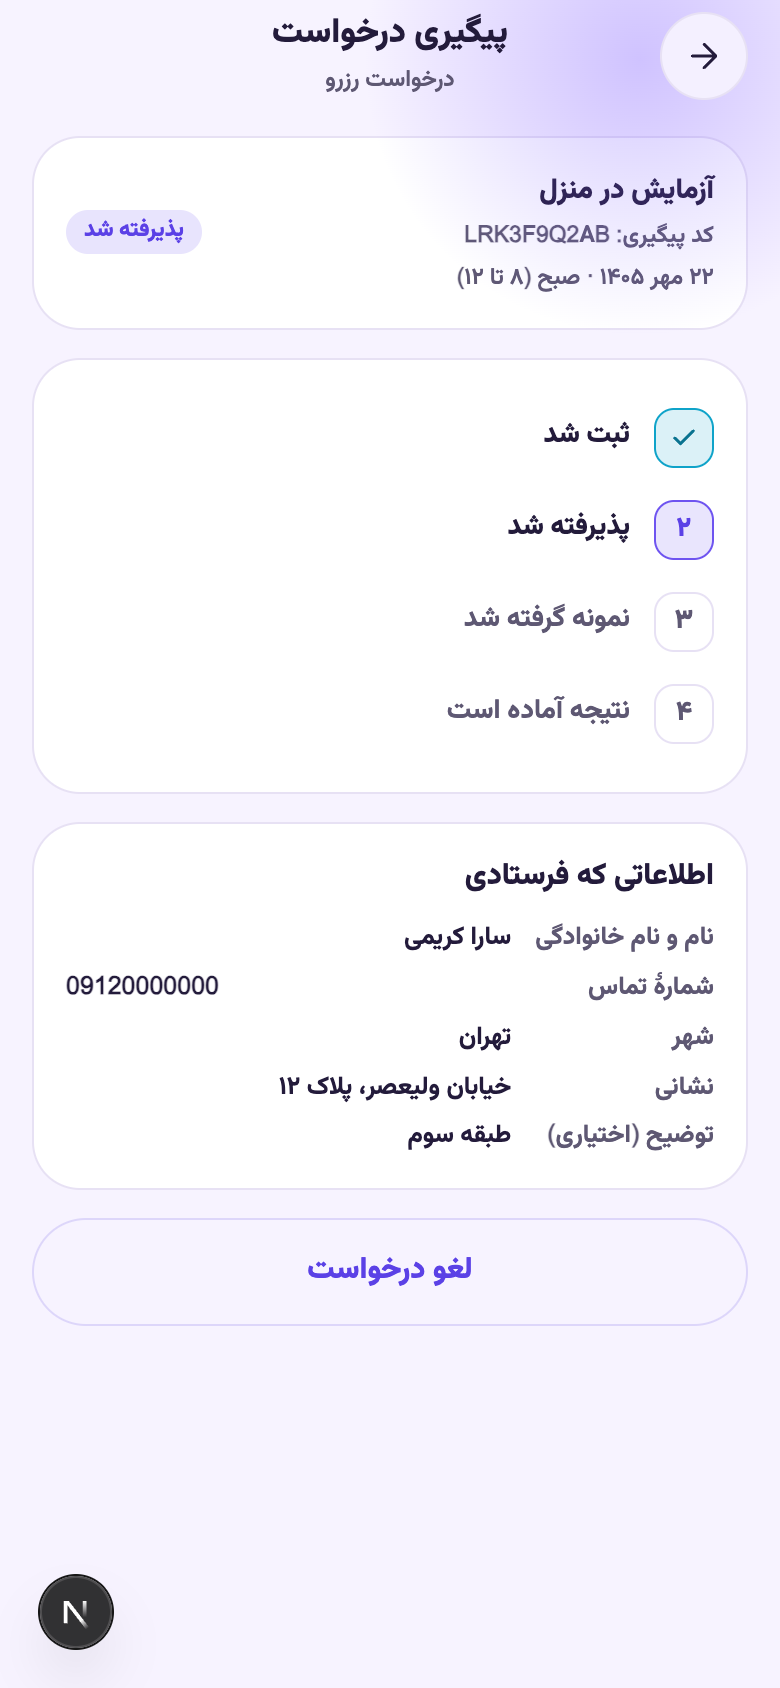 پیگیری درخواست
درخواست رزرو
آزمایش در منزل
کد پیگیری: LRK3F9Q2AB
۲۲ مهر ۱۴۰۵ · صبح (۸ تا ۱۲)
پذیرفته شد
ثبت شد
۲ پذیرفته شد
۳ نمونه گرفته شد
۴ نتیجه آماده است
اطلاعاتی که فرستادی
نام و نام خانوادگی سارا کریمی
شمارهٔ تماس 09120000000
شهر تهران
نشانی خیابان ولیعصر، پلاک ۱۲
توضیح (اختیاری) طبقه سوم
لغو درخواست
N